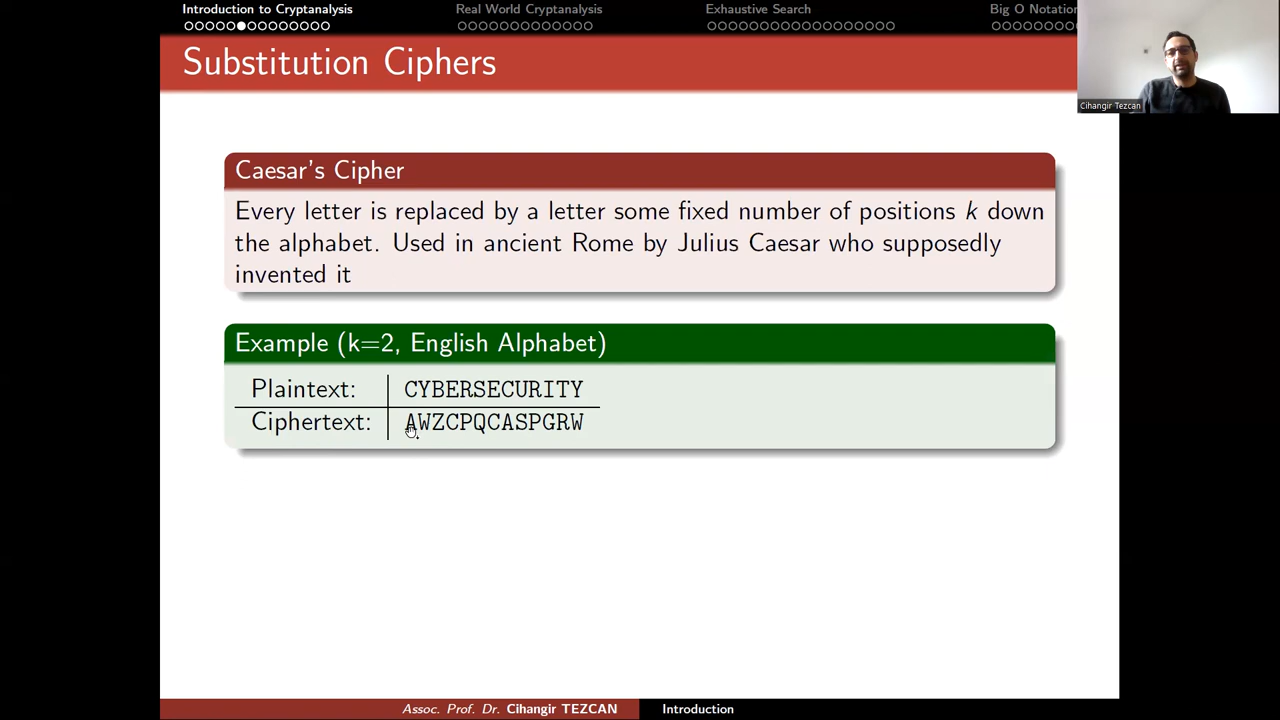 Introduction to Cryptanalysis Real World Cryptanalysis Exhaustive Search Big O Notation
Cihangir Tezcan
Substitution Ciphers
Caesar's Cipher
Every letter is replaced by a letter some fixed number of positions k down
the alphabet. Used in ancient Rome by Julius Caesar who supposedly
invented it
Example (k=2, English Alphabet)
Plaintext: CYBERSECURITY
Ciphertext: AWZCPQCASPGRW
Assoc. Prof. Dr. Cihangir TEZCAN Introduction